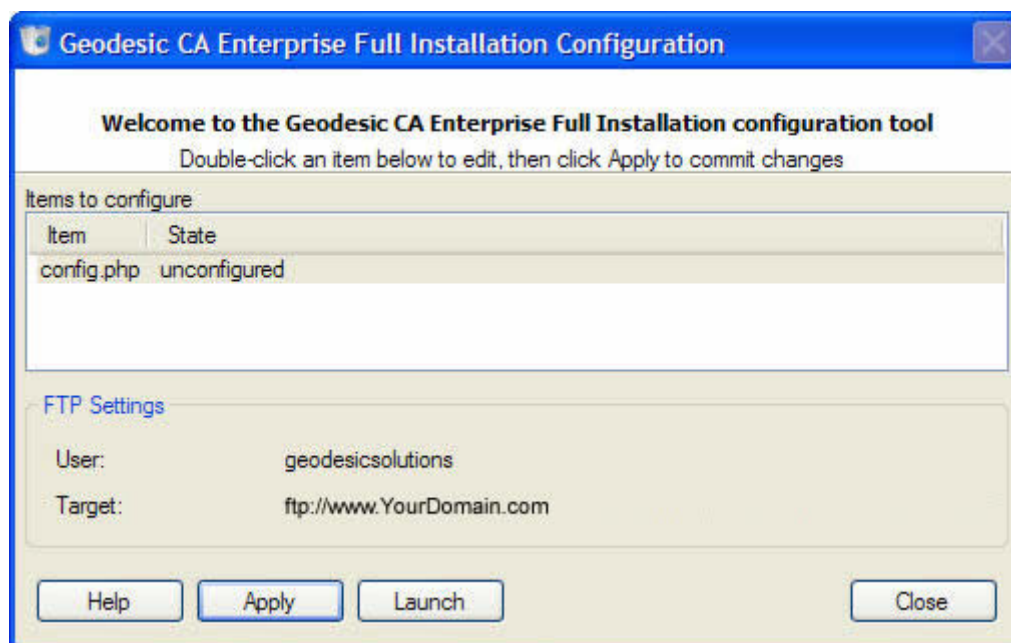 Geodesic CA Enterprise Full Installation Configuration
Welcome to the Geodesic CA Enterprise Full Installation configuration tool
Double-click an item below to edit, then click Apply to commit changes
Items to configure
Item State
config.php unconfigured
FTP Settings
User: geodesicsolutions
Target: ftp://www.YourDomain.com
Help Apply Launch Close